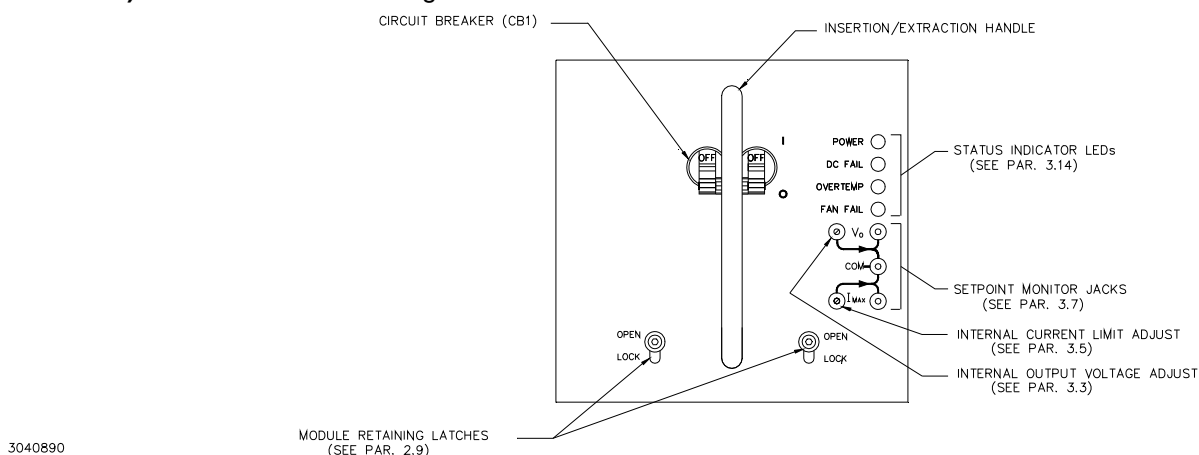 CIRCUIT BREAKER (CB1)
INSERTION/EXTRACTION HANDLE
OFF OFF
I
POWER
DC FAIL
OVERTEMP
FAN FAIL
STATUS INDICATOR LEDs
(SEE PAR. 3.14)
Vo
COM
IMAX
SETPOINT MONITOR JACKS
(SEE PAR. 3.7)
OPEN
LOCK
OPEN
LOCK
INTERNAL CURRENT LIMIT ADJUST
(SEE PAR. 3.5)
INTERNAL OUTPUT VOLTAGE ADJUST
(SEE PAR. 3.3)
MODULE RETAINING LATCHES
(SEE PAR. 2.9)
3040890